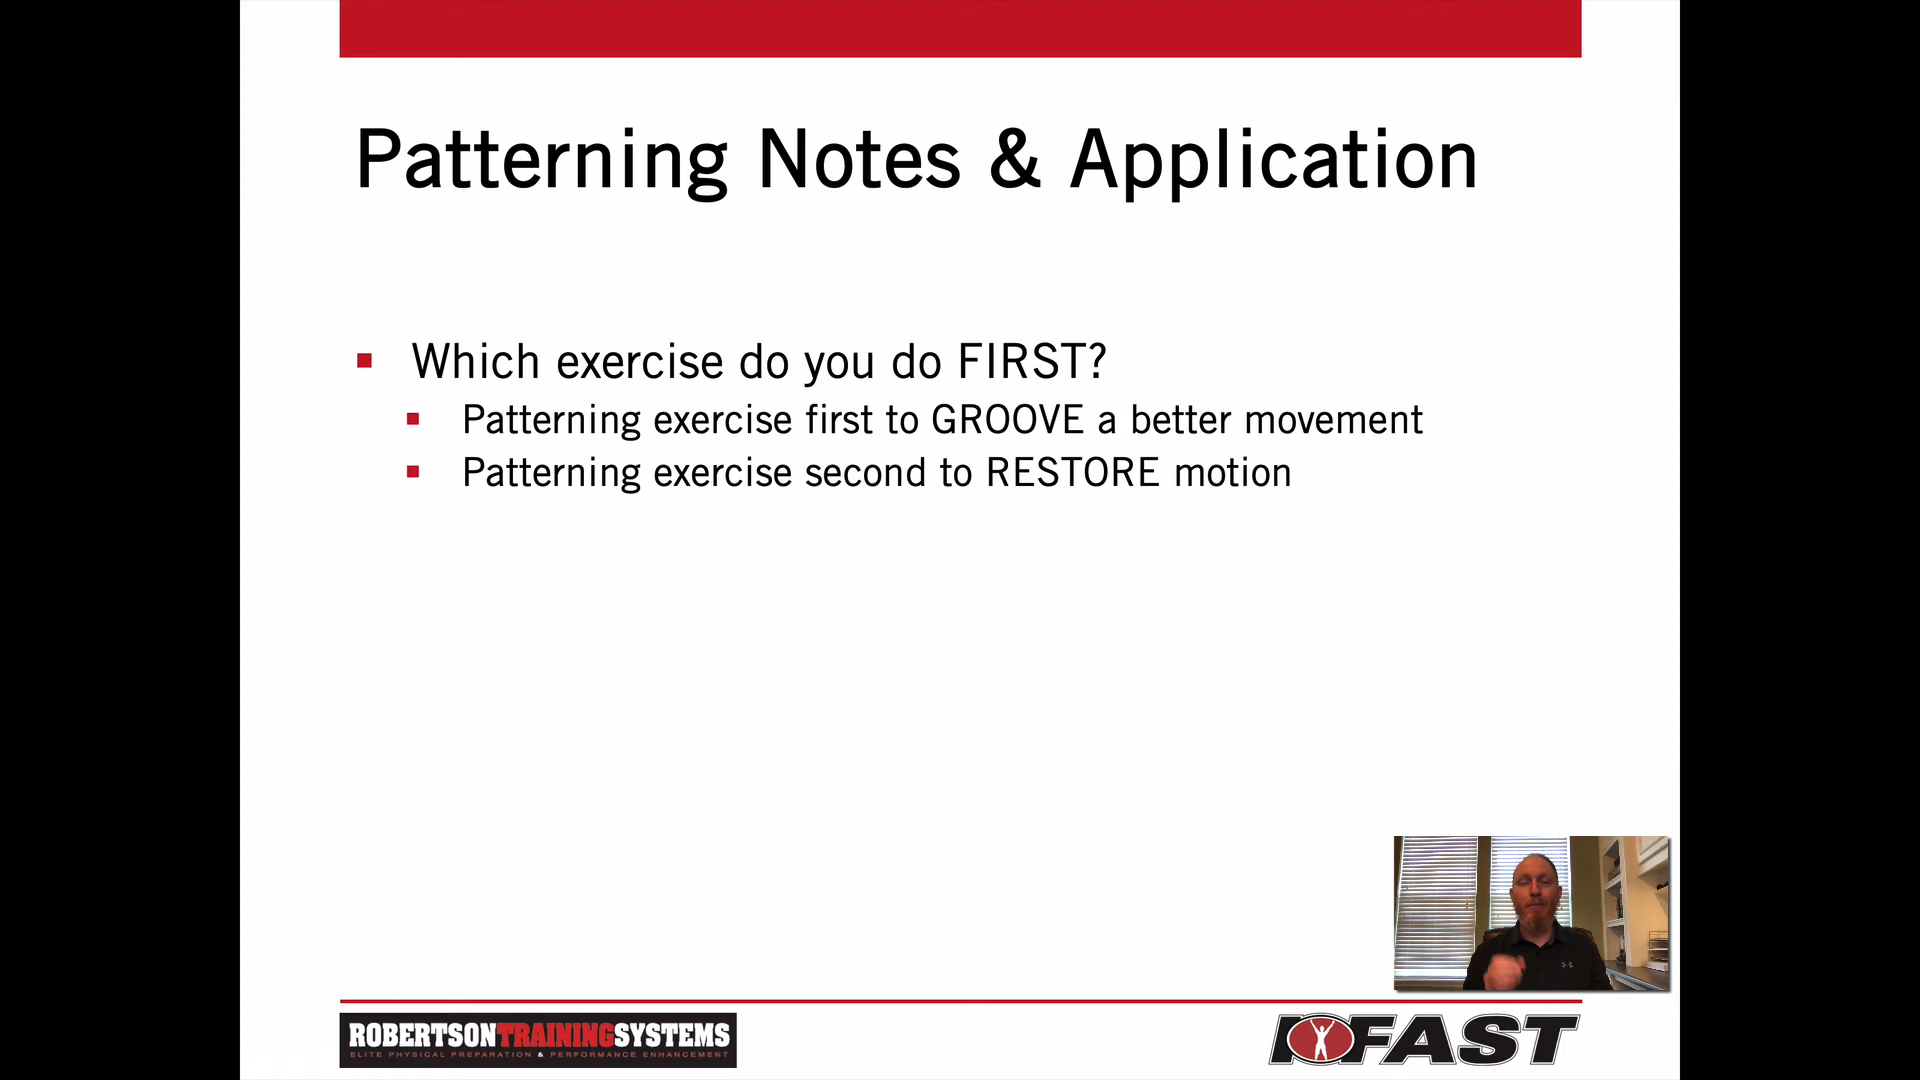 Patterning Notes & Application
Which exercise do you do FIRST?
Patterning exercise first to GROOVE a better movement
Patterning exercise second to RESTORE motion
ROBERTSONTRAININGSYSTEMS
ELITE PHYSICAL PREPARATION & PERFORMANCE ENHANCEMENT
IFAST